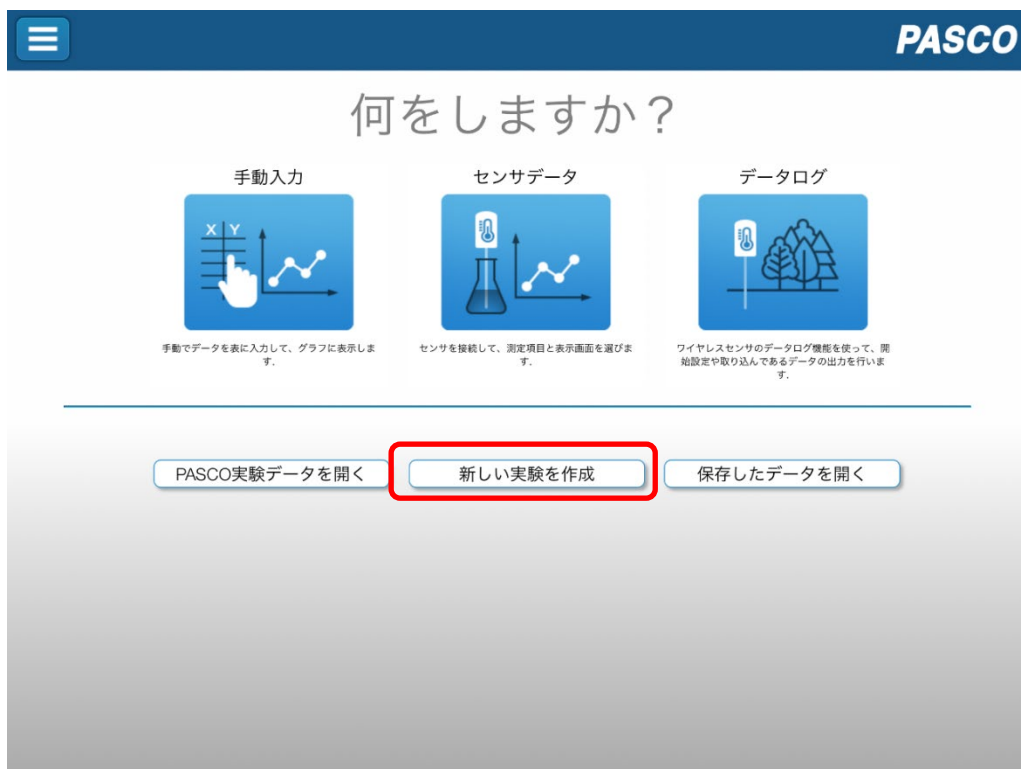 PASCO
何をしますか？
手動入力
センサデータ
データログ
X Y
手動でデータを表に入力して、グラフに表示しま
す.
センサを接続して、測定項目と表示画面を選びま
す.
ワイヤレスセンサのデータログ機能を使って、開
始設定や取り込んであるデータの出力を行いま
す.
PASCO実験データを開く
新しい実験を作成
保存したデータを開く